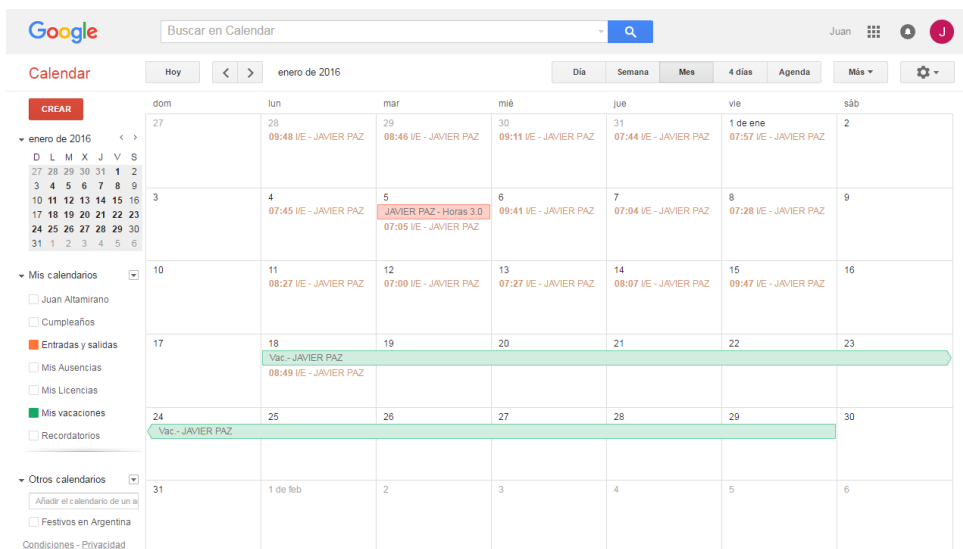 Google Buscar en Calendar Juan J
Calendar Hoy enero de 2016 Día Semana Mes 4 días Agenda Más
CREAR
enero de 2016
D L M X J V S
27 28 29 30 31 1 2
3 4 5 6 7 8 9
10 11 12 13 14 15 16
17 18 19 20 21 22 23
24 25 26 27 28 29 30
31 1 2 3 4 5 6
Mis calendarios
Juan Altamirano
Cumpleaños
Entradas y salidas
Mis Ausencias
Mis Licencias
Mis vacaciones
Recordatorios
Otros calendarios
Añadir el calendario de un a
Festivos en Argentina
Condiciones - Privacidad
dom lun mar mié jue vie sáb
27 28 29 30 31 1 de ene 2
09:48 I/E - JAVIER PAZ 08:46 I/E - JAVIER PAZ 09:11 I/E - JAVIER PAZ 07:44 I/E - JAVIER PAZ 07:57 I/E - JAVIER PAZ
3 4 5 6 7 8 9
07:45 I/E - JAVIER PAZ JAVIER PAZ - Horas 3.0 09:41 I/E - JAVIER PAZ 07:04 I/E - JAVIER PAZ 07:28 I/E - JAVIER PAZ
07:05 I/E - JAVIER PAZ
10 11 12 13 14 15 16
08:27 I/E - JAVIER PAZ 07:00 I/E - JAVIER PAZ 07:27 I/E - JAVIER PAZ 08:07 I/E - JAVIER PAZ 09:47 I/E - JAVIER PAZ
17 18 19 20 21 22 23
Vac.- JAVIER PAZ
08:49 I/E - JAVIER PAZ
24 25 26 27 28 29 30
Vac.- JAVIER PAZ
31 1 de feb 2 3 4 5 6